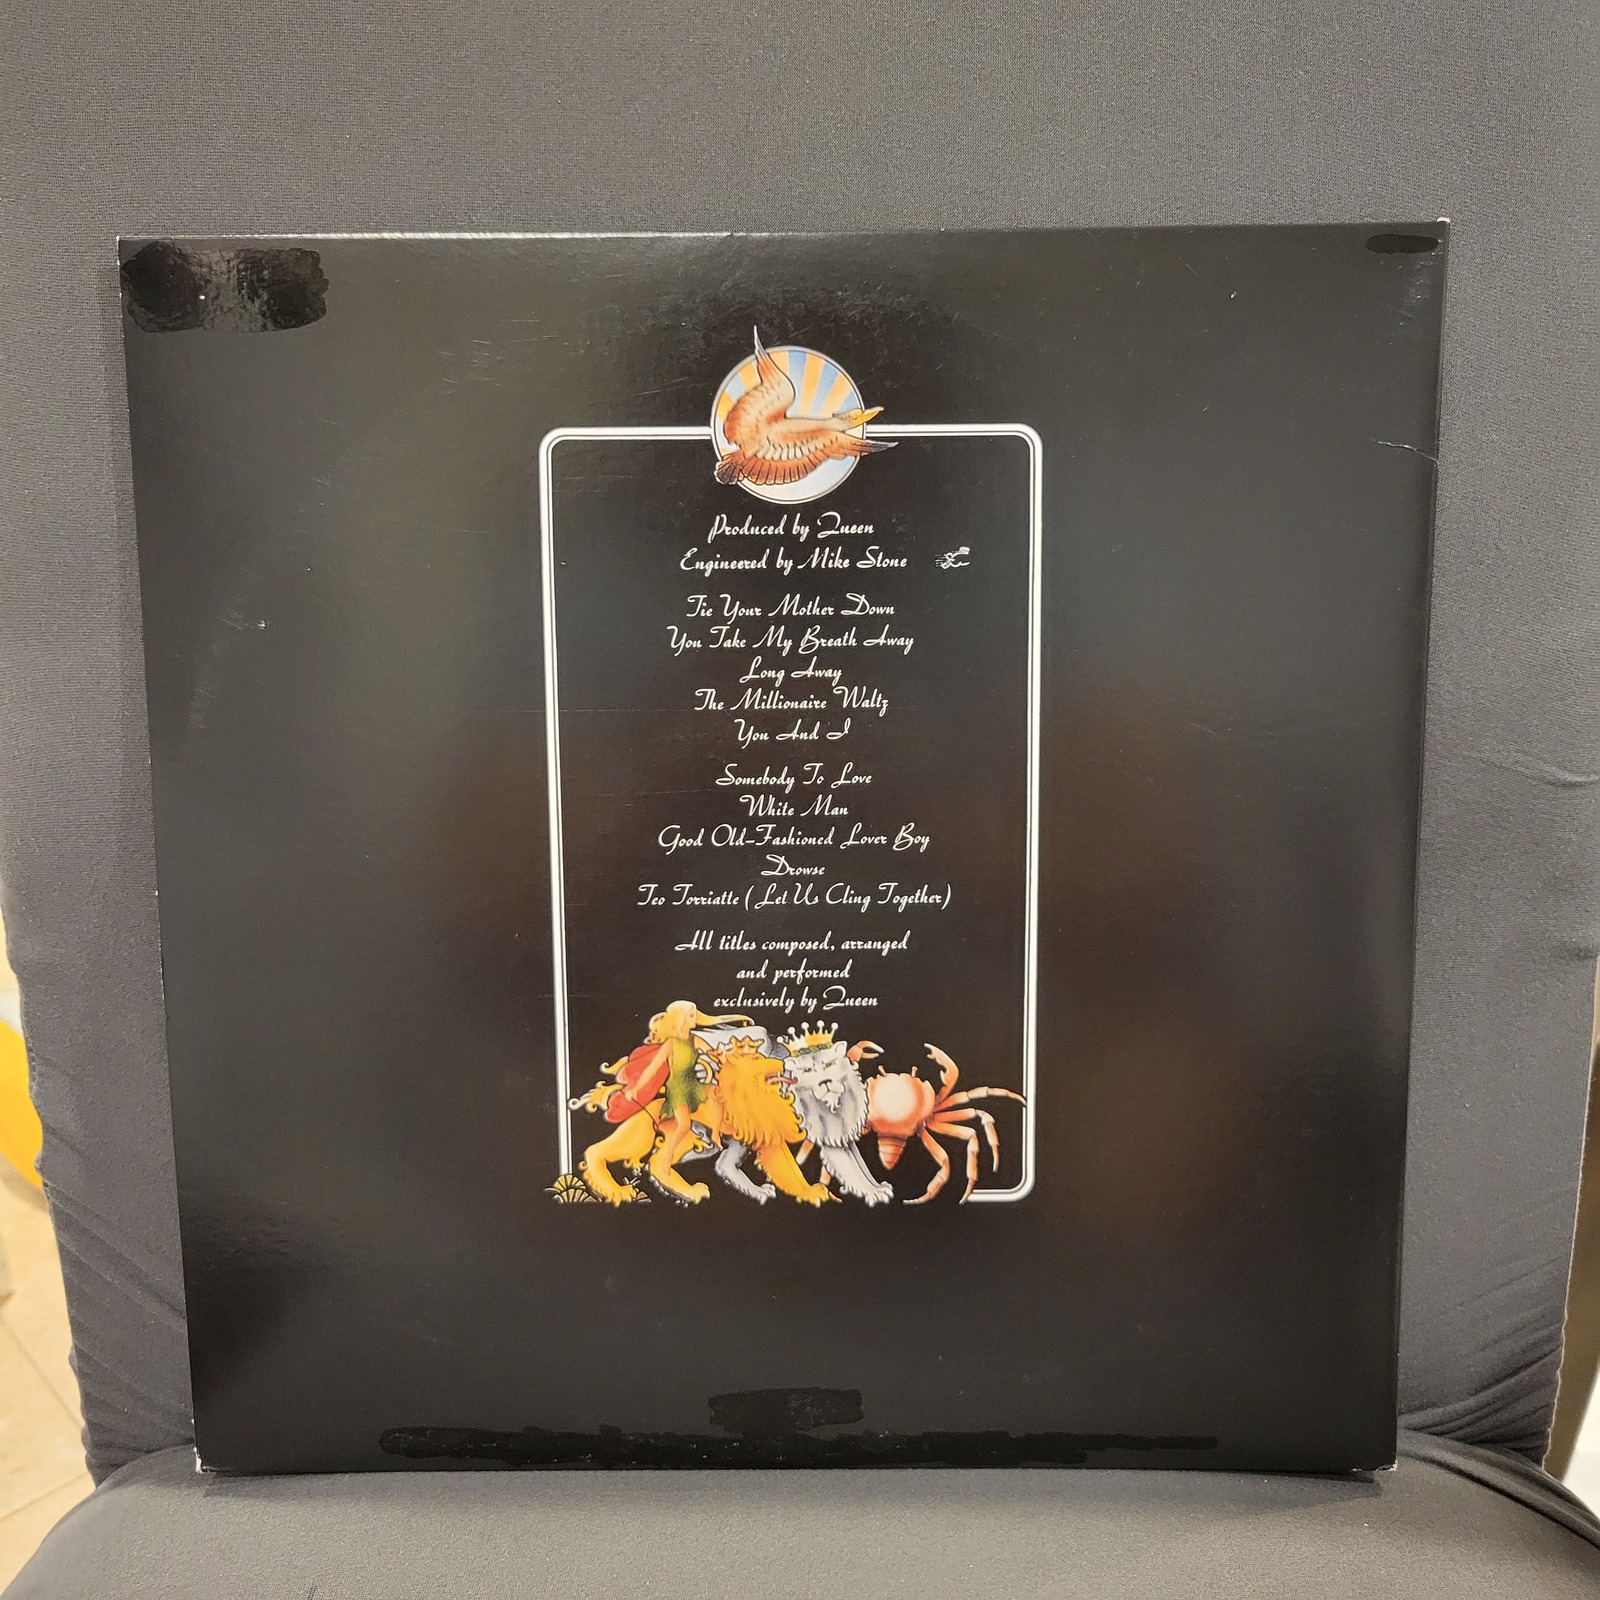 Produced by Queen
Engineered by Mike Stone
Tie Your Mother Down
You Take My Breath Away
Long Away
The Millionaire Waltz
You And I
Somebody To Love
White Man
Good Old-Fashioned Lover Boy
Drowse
Teo Torriatte (Let Us Cling Together)
All titles composed, arranged
and performed
exclusively by Queen